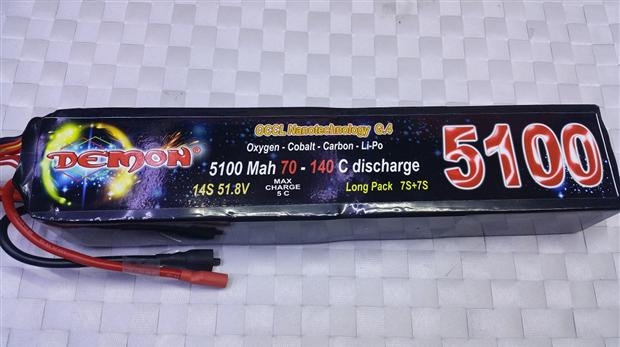 OCCL Nanotechnology G.4
Oxygen - Cobalt - Carbon - Li-Po
DEMON
5100 Mah 70 - 140 C discharge
14S 51.8V
MAX
CHARGE
5 C
Long Pack 7S+7S
5100